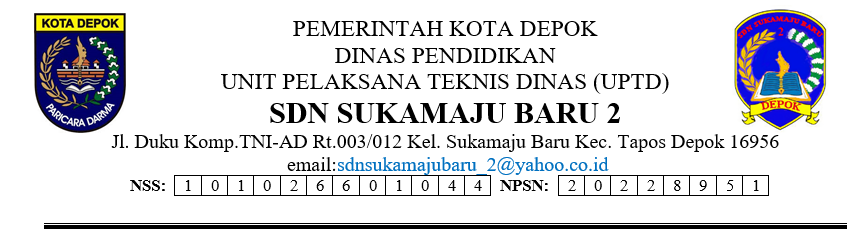 KOTA DEPOK
PARICARA DARMA
PEMERINTAH KOTA DEPOK
DINAS PENDIDIKAN
UNIT PELAKSANA TEKNIS DINAS (UPTD)
SDN SUKAMAJU BARU 2
Jl. Duku Komp.TNI-AD Rt.003/012 Kel. Sukamaju Baru Kec. Tapos Depok 16956
email:sdnsukamajubaru_2@yahoo.co.id
NSS: 1 0 1 0 2 6 6 0 1 0 4 4 NPSN: 2 0 2 2 8 9 5 1
SDN SUKAMAJU BARU
2
DEPOK